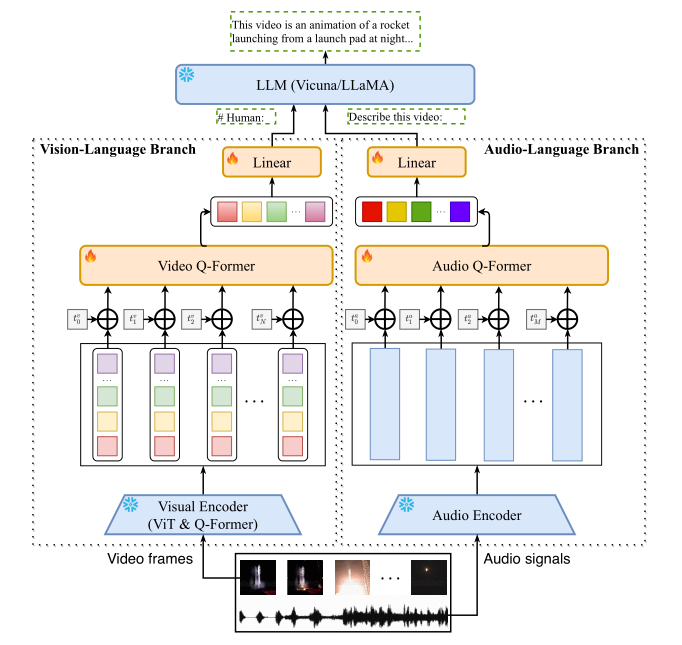 This video is an animation of a rocket
launching from a launch pad at night...
LLM (Vicuna/LLaMA)
# Human:
Describe this video:
Vision-Language Branch
Audio-Language Branch
Linear
Linear
...
...
Video Q-Former
Audio Q-Former
t_0^v
t_1^v
t_2^v
t_N^v
t_0^a
t_1^a
t_2^a
t_M^a
... ... ... ...
...
...
Visual Encoder
(ViT & Q-Former)
Audio Encoder
Video frames
Audio signals
...